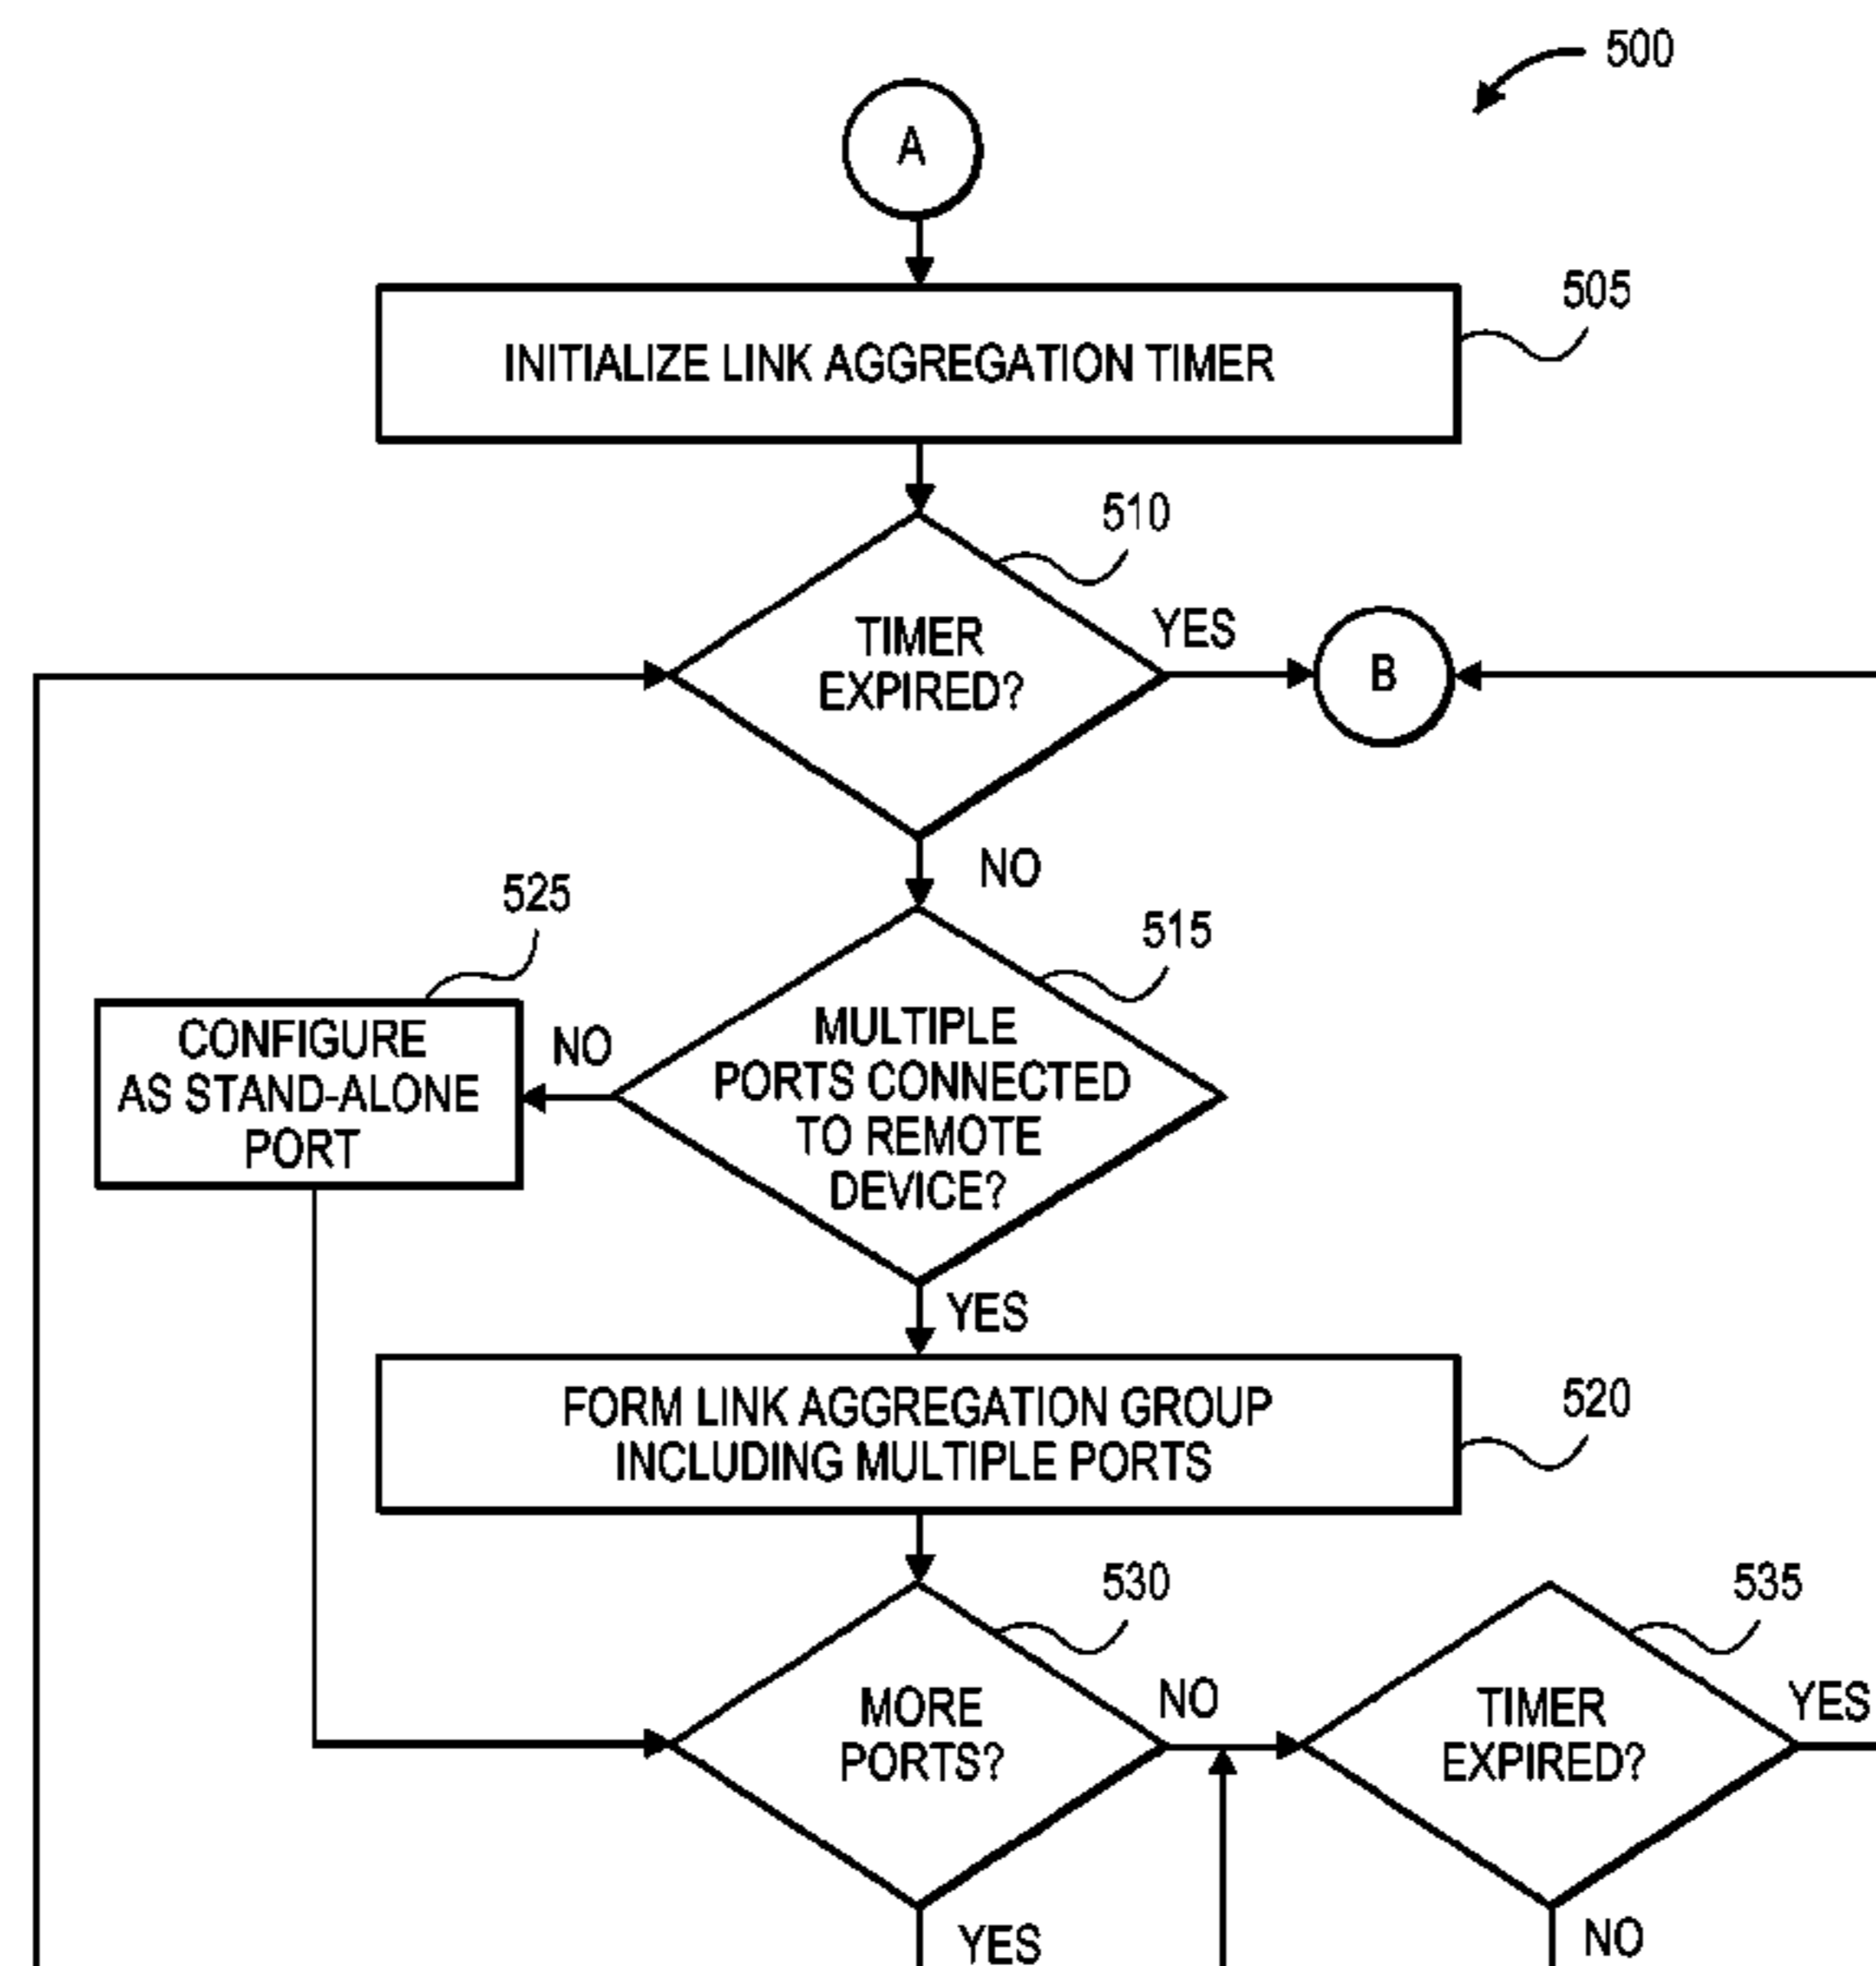 500
A
505
INITIALIZE LINK AGGREGATION TIMER
510
TIMER
EXPIRED?
YES
B
NO
525
515
CONFIGURE
AS STAND-ALONE
PORT
NO
MULTIPLE
PORTS CONNECTED
TO REMOTE
DEVICE?
YES
520
FORM LINK AGGREGATION GROUP
INCLUDING MULTIPLE PORTS
530
535
MORE
PORTS?
NO
TIMER
EXPIRED?
YES
YES
NO